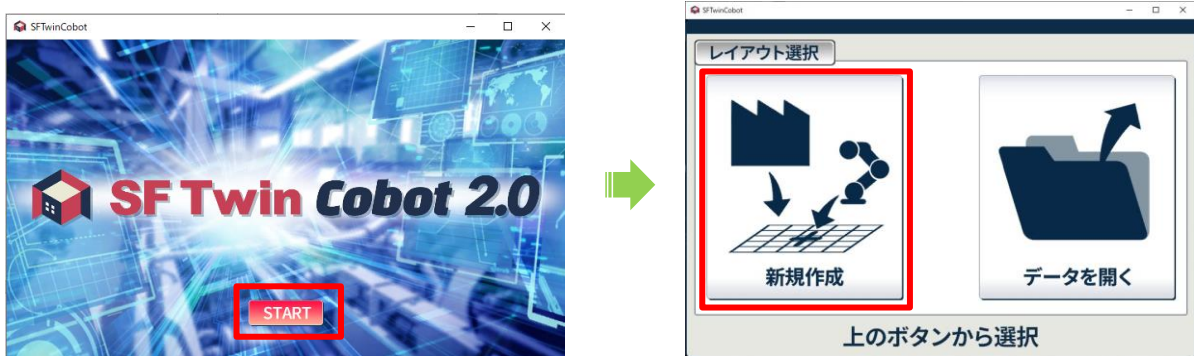 SFTwinCobot
SF Twin Cobot 2.0
START
SFTwinCobot
レイアウト選択
新規作成
データを開く
上のボタンから選択